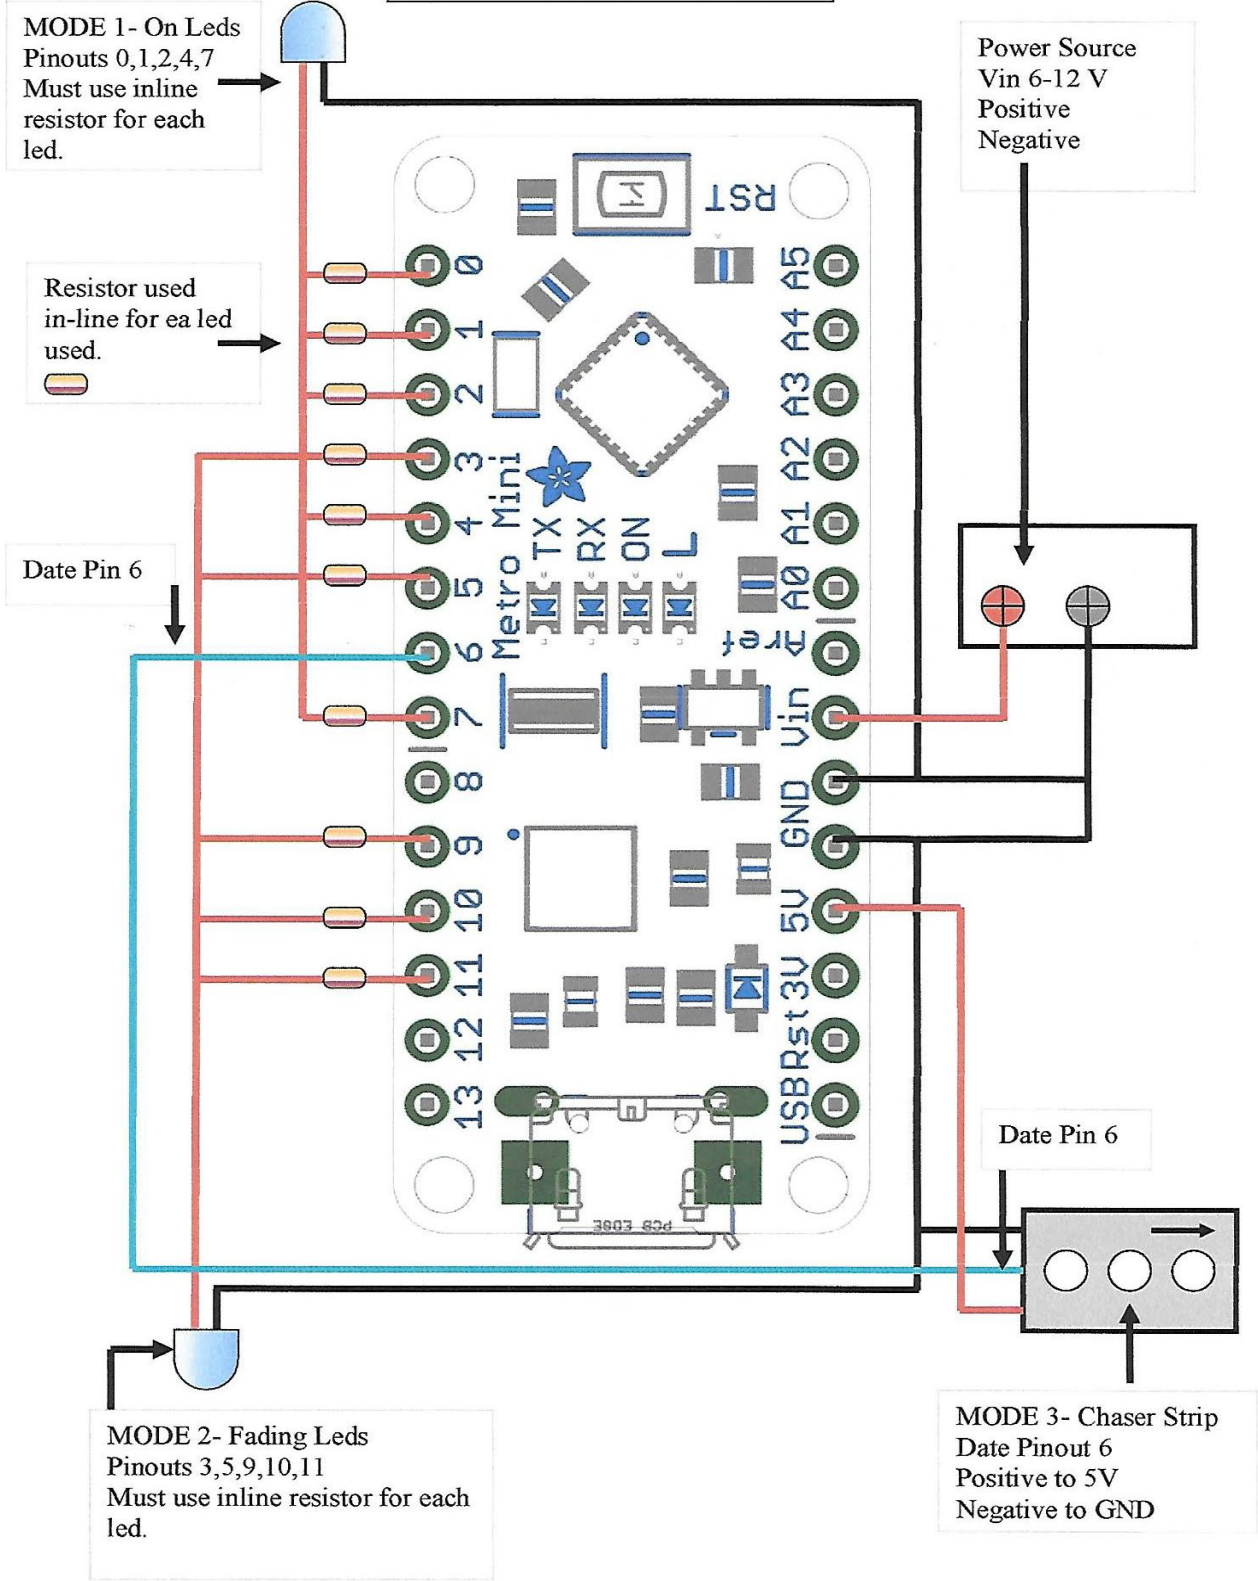 MODE 1- On Leds
Pinouts 0,1,2,4,7
Must use inline
resistor for each
led.
Power Source
Vin 6-12 V
Positive
Negative
Resistor used
in-line for ea led
used.
Date Pin 6
RST
0
1
2
3
4
5
6
7
8
9
10
11
12
13
Metro Mini
TX
RX
ON
L
A5
A4
A3
A2
A1
A0
Aref
Vin
GND
5V
3V
Rst
USB
PCB EDGE
Date Pin 6
MODE 2- Fading Leds
Pinouts 3,5,9,10,11
Must use inline resistor for each
led.
MODE 3- Chaser Strip
Date Pinout 6
Positive to 5V
Negative to GND